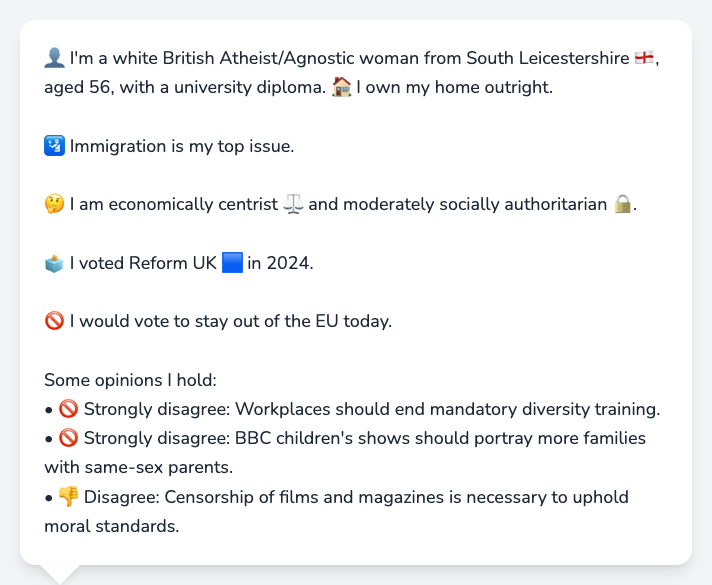 👤 I'm a white British Atheist/Agnostic woman from South Leicestershire 🏴󠁧󠁢󠁥󠁮󠁧󠁿,
aged 56, with a university diploma. 🏠 I own my home outright.
🛂 Immigration is my top issue.
🤔 I am economically centrist ⚖️ and moderately socially authoritarian 🔒.
🗳️ I voted Reform UK 🟦 in 2024.
🚫 I would vote to stay out of the EU today.
Some opinions I hold:
• 🚫 Strongly disagree: Workplaces should end mandatory diversity training.
• 🚫 Strongly disagree: BBC children's shows should portray more families
with same-sex parents.
• 👎 Disagree: Censorship of films and magazines is necessary to uphold
moral standards.